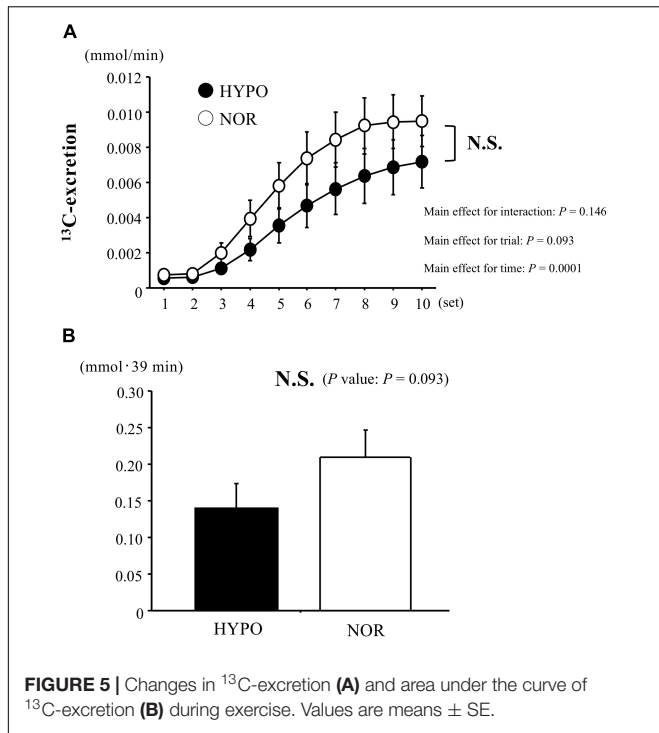 A
(mmol/min)
0.012
0.010
0.008
0.006
0.004
0.002
0
¹³C-excretion
HYPO
NOR
N.S.
Main effect for interaction: P = 0.146
Main effect for trial: P = 0.093
Main effect for time: P = 0.0001
1 2 3 4 5 6 7 8 9 10 (set)
B
(mmol·39 min)
N.S. (P value: P = 0.093)
0.30
0.25
0.20
0.15
0.10
0.05
0
HYPO NOR
FIGURE 5 | Changes in ¹³C-excretion (A) and area under the curve of
¹³C-excretion (B) during exercise. Values are means ± SE.